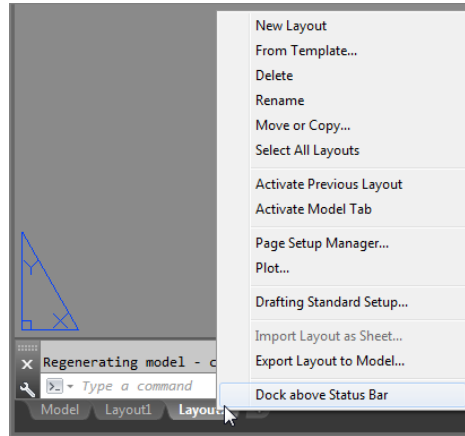 New Layout
From Template...
Delete
Rename
Move or Copy...
Select All Layouts
Activate Previous Layout
Activate Model Tab
Page Setup Manager...
Plot...
Drafting Standard Setup...
Import Layout as Sheet...
Export Layout to Model...
Dock above Status Bar
Y
X
Regenerating model - c
Type a command
Model Layout1 Layou